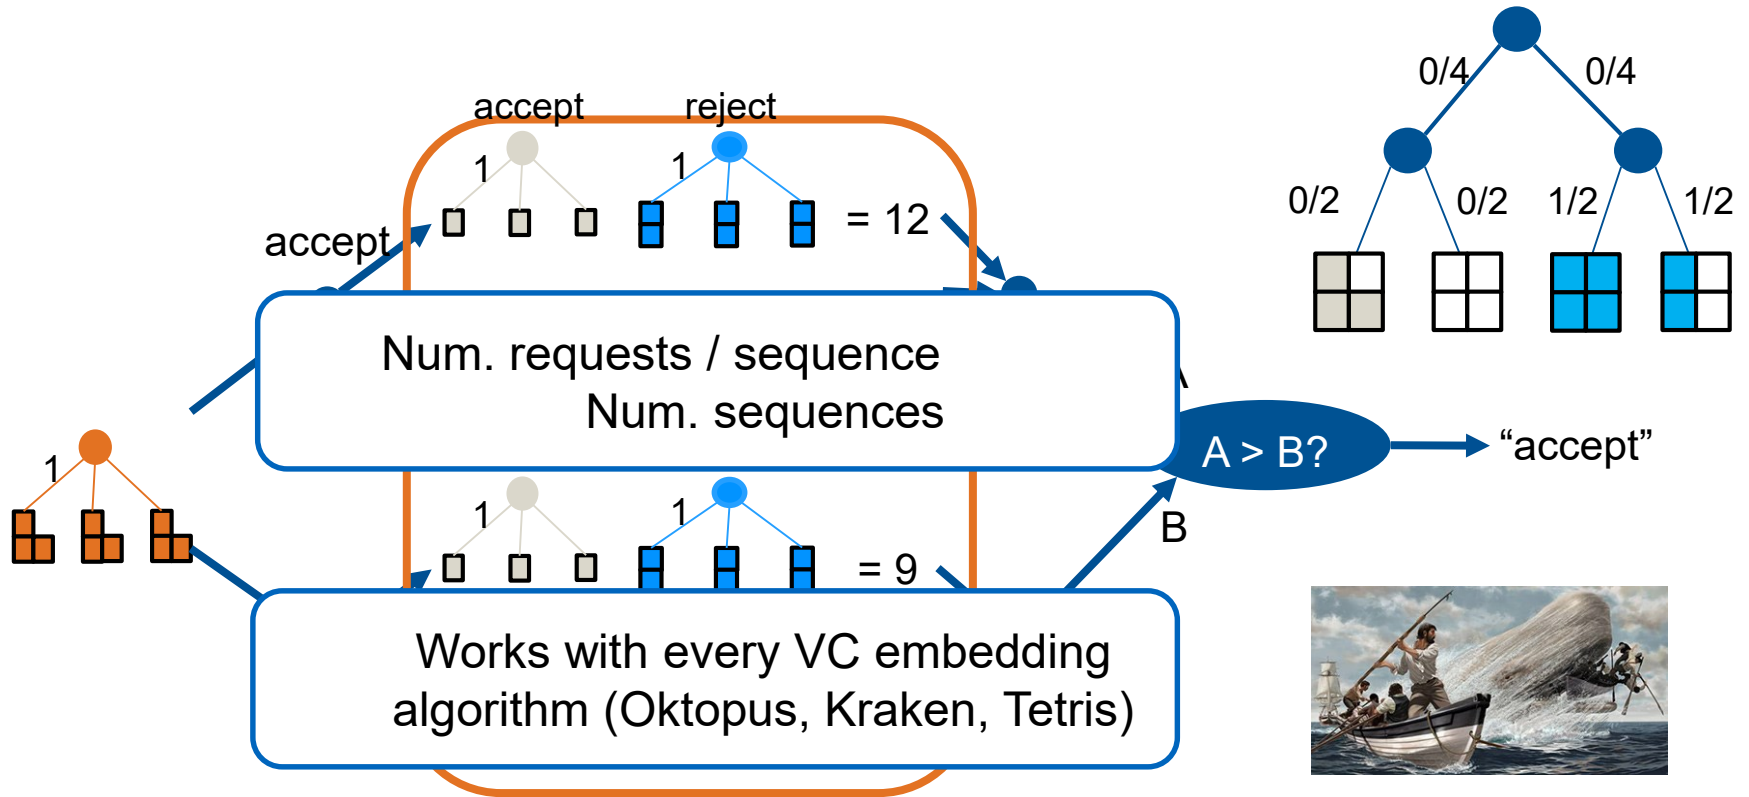 accept
reject
1
1
= 12
accept
0/4
0/4
0/2
0/2
1/2
1/2
Num. requests / sequence
Num. sequences
1
A > B?
“accept”
B
1
1
= 9
Works with every VC embedding
algorithm (Oktopus, Kraken, Tetris)